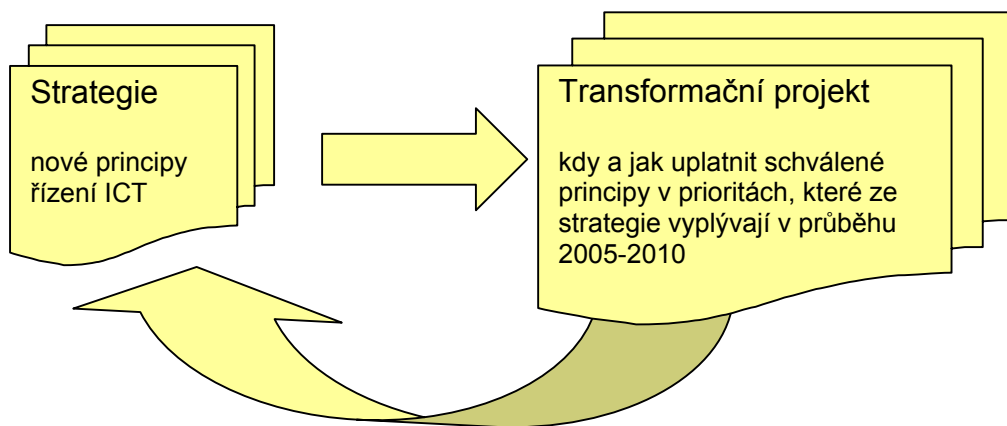 Strategie
nové principy
řízení ICT
Transformační projekt
kdy a jak uplatnit schválené
principy v prioritách, které ze
strategie vyplývají v průběhu
2005-2010